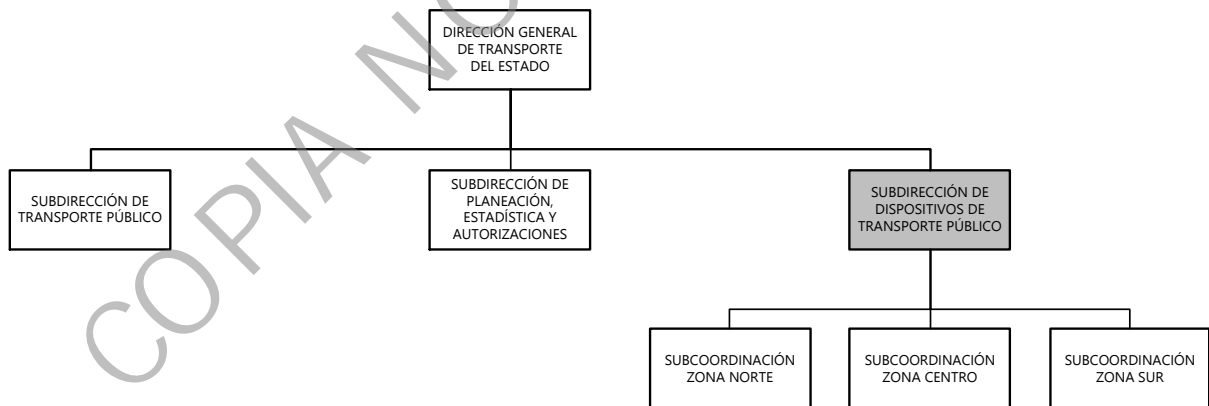 DIRECCIÓN GENERAL
DE TRANSPORTE
DEL ESTADO
SUBDIRECCIÓN DE
TRANSPORTE PÚBLICO
SUBDIRECCIÓN DE
PLANEACIÓN,
ESTADÍSTICA Y
AUTORIZACIONES
SUBDIRECCIÓN DE
DISPOSITIVOS DE
TRANSPORTE PÚBLICO
SUBCOORDINACIÓN
ZONA NORTE
SUBCOORDINACIÓN
ZONA CENTRO
SUBCOORDINACIÓN
ZONA SUR
COPIA